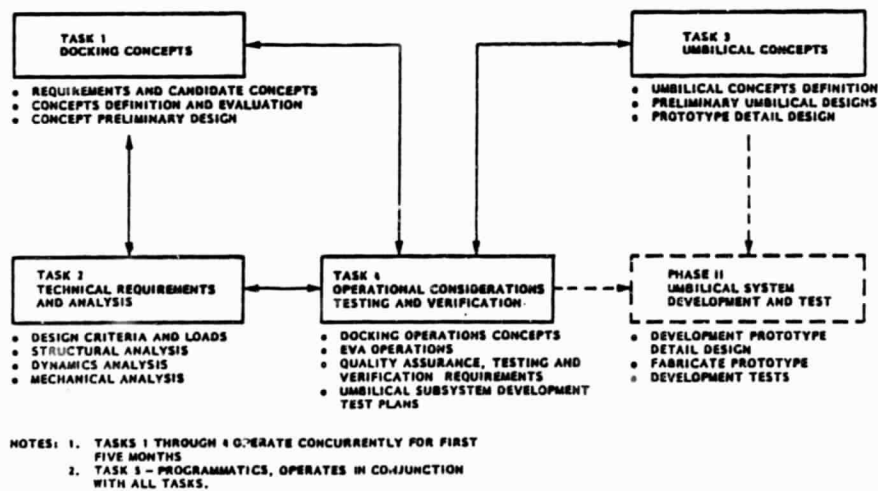 TASK 1
DOCKING CONCEPTS
• REQUIREMENTS AND CANDIDATE CONCEPTS
• CONCEPTS DEFINITION AND EVALUATION
• CONCEPT PRELIMINARY DESIGN
TASK 3
UMBILICAL CONCEPTS
• UMBILICAL CONCEPTS DEFINITION
• PRELIMINARY UMBILICAL DESIGNS
• PROTOTYPE DETAIL DESIGN
TASK 2
TECHNICAL REQUIREMENTS
AND ANALYSIS
• DESIGN CRITERIA AND LOADS
• STRUCTURAL ANALYSIS
• DYNAMICS ANALYSIS
• MECHANICAL ANALYSIS
TASK 4
OPERATIONAL CONSIDERATIONS
TESTING AND VERIFICATION
• DOCKING OPERATIONS CONCEPTS
• EVA OPERATIONS
• QUALITY ASSURANCE, TESTING AND
VERIFICATION REQUIREMENTS
• UMBILICAL SUBSYSTEM DEVELOPMENT
TEST PLANS
PHASE II
UMBILICAL SYSTEM
DEVELOPMENT AND TEST
• DEVELOPMENT PROTOTYPE
DETAIL DESIGN
• FABRICATE PROTOTYPE
• DEVELOPMENT TESTS
NOTES: 1. TASKS 1 THROUGH 4 OPERATE CONCURRENTLY FOR FIRST
FIVE MONTHS
2. TASK 5 – PROGRAMMATICS, OPERATES IN CONJUNCTION
WITH ALL TASKS.